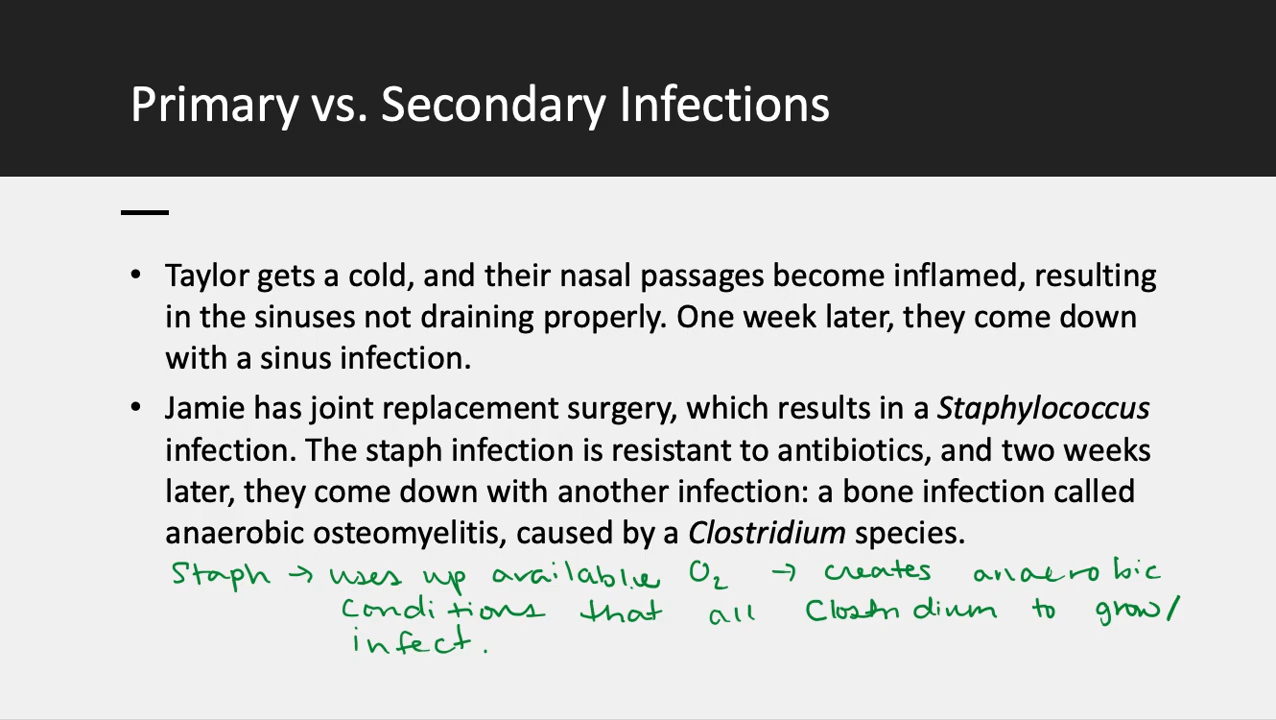 Primary vs. Secondary Infections
• Taylor gets a cold, and their nasal passages become inflamed, resulting
in the sinuses not draining properly. One week later, they come down
with a sinus infection.
• Jamie has joint replacement surgery, which results in a Staphylococcus
infection. The staph infection is resistant to antibiotics, and two weeks
later, they come down with another infection: a bone infection called
anaerobic osteomyelitis, caused by a Clostridium species.
Staph → uses up available O₂ → creates anaerobic
conditions that all Clostridium to grow/
infect.